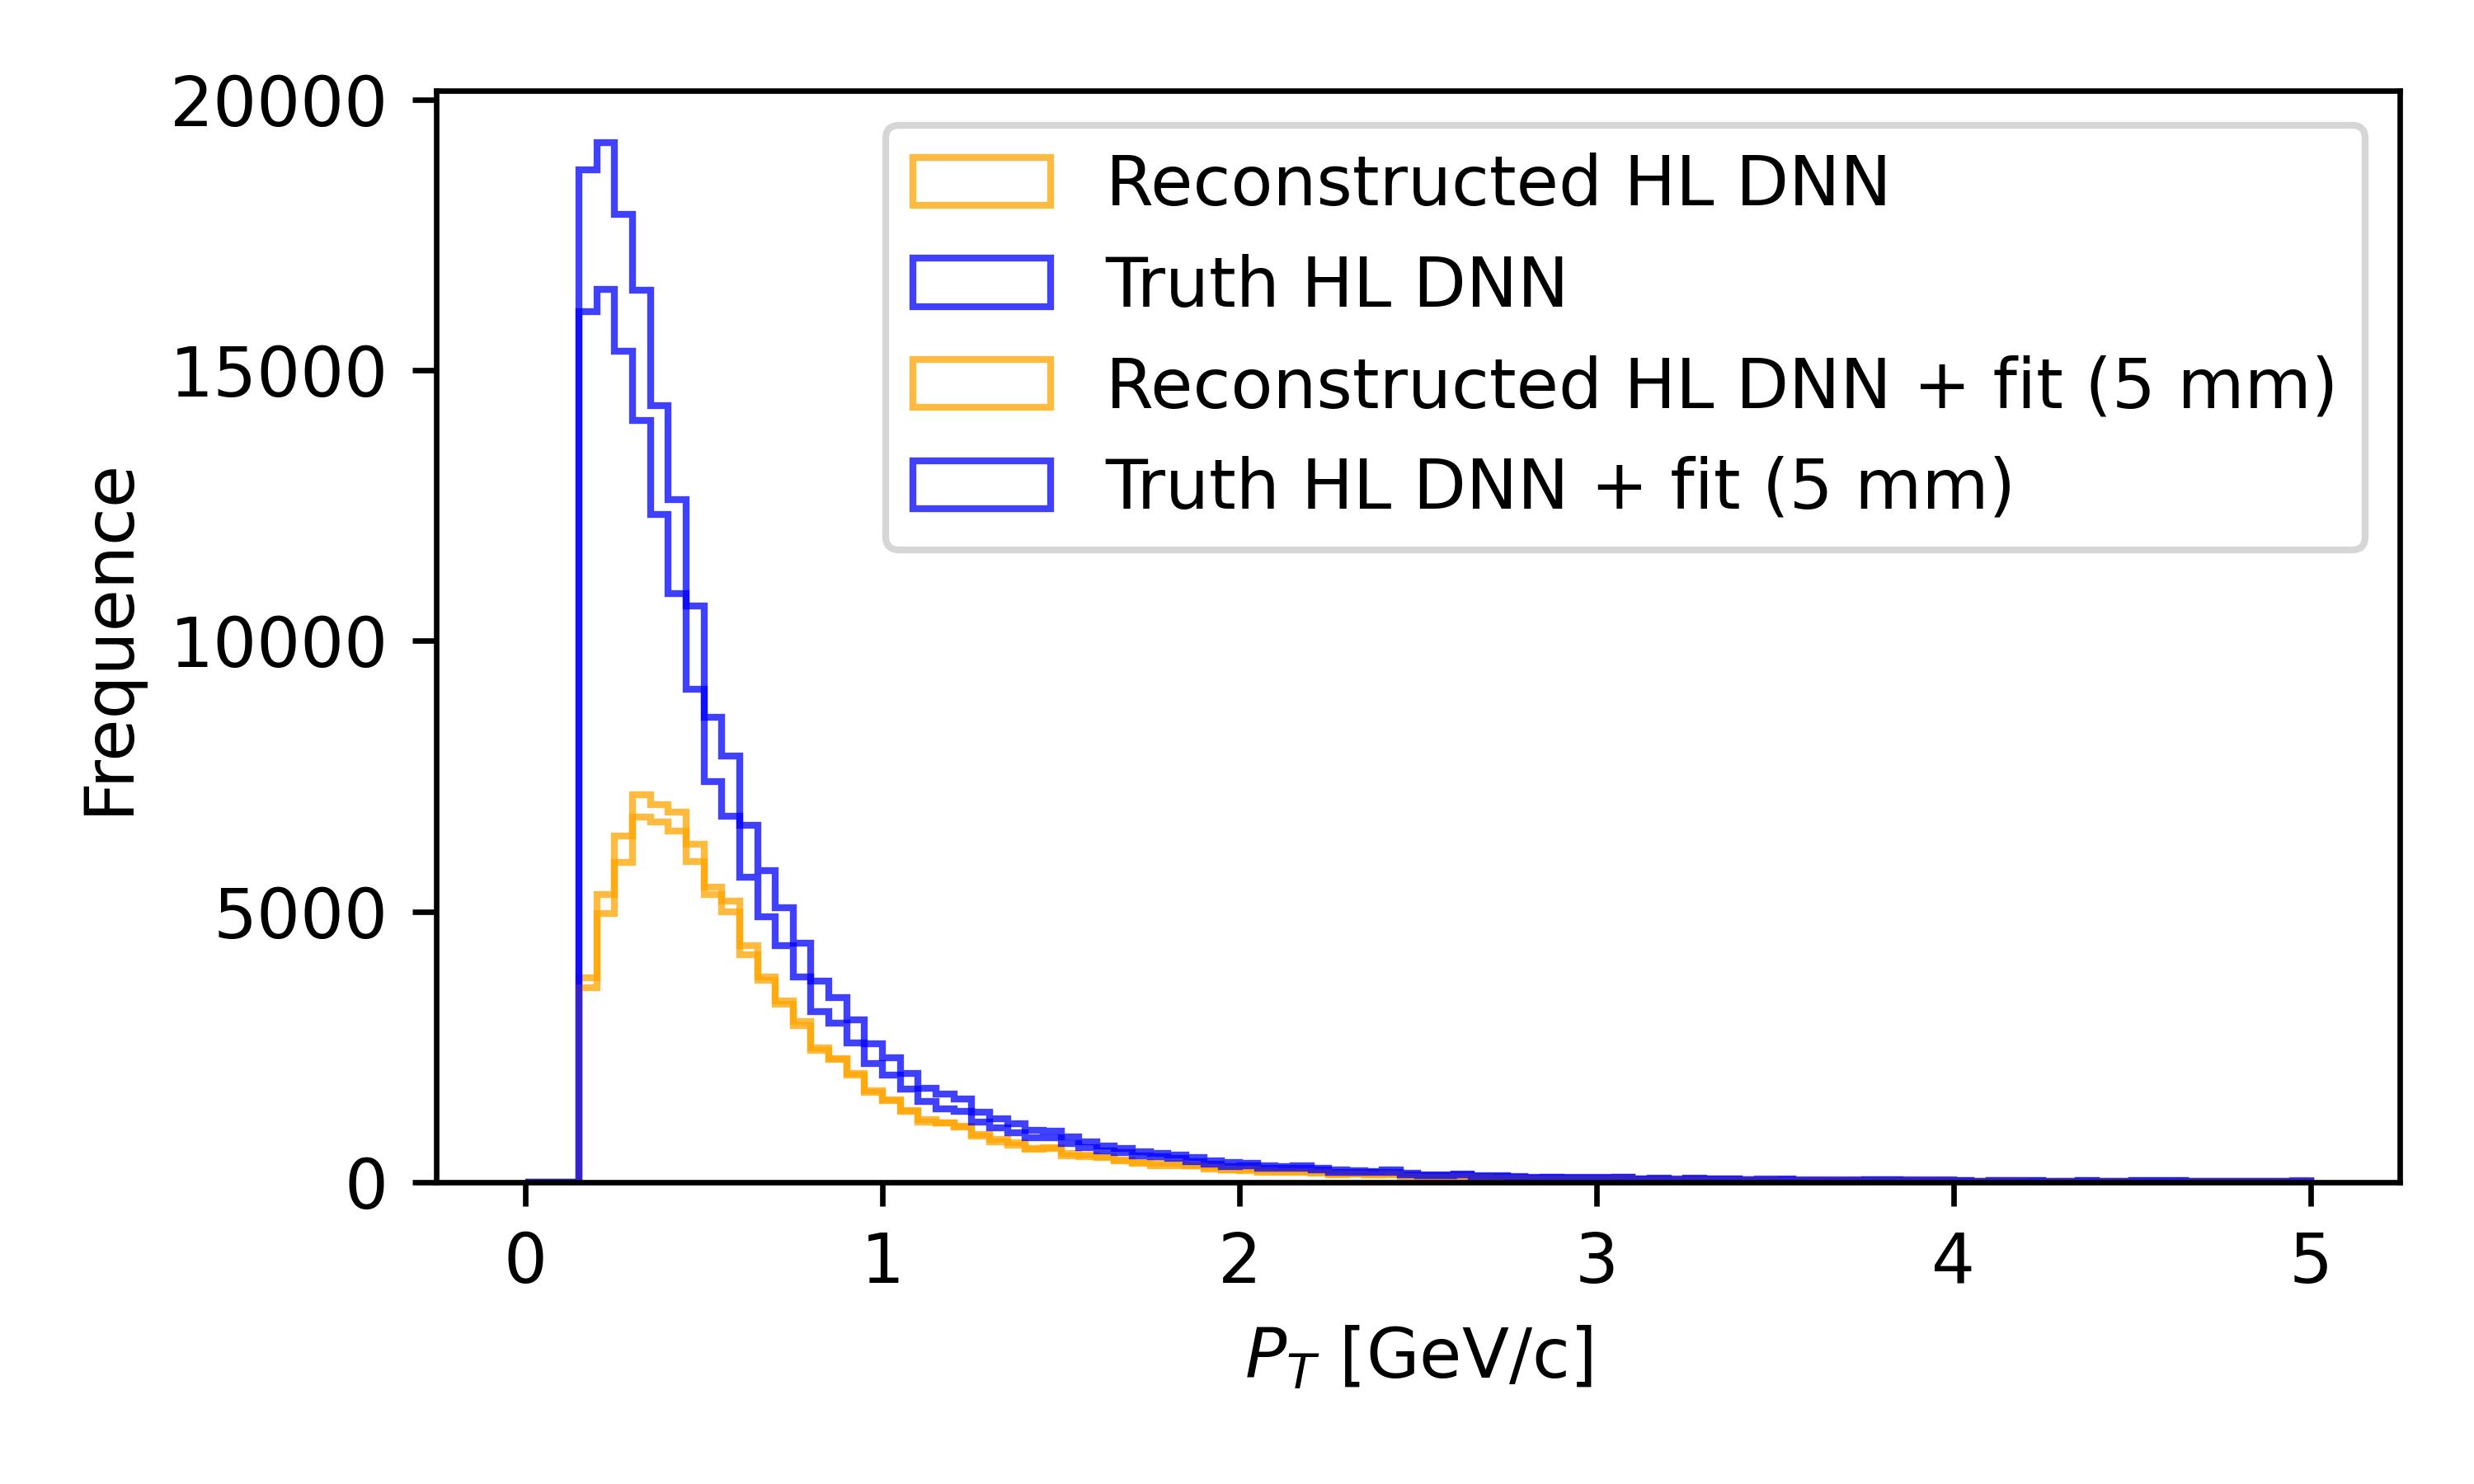 20000
15000
10000
5000
0
Frequence
Reconstructed HL DNN
Truth HL DNN
Reconstructed HL DNN + fit (5 mm)
Truth HL DNN + fit (5 mm)
0 1 2 3 4 5
P_T [GeV/c]